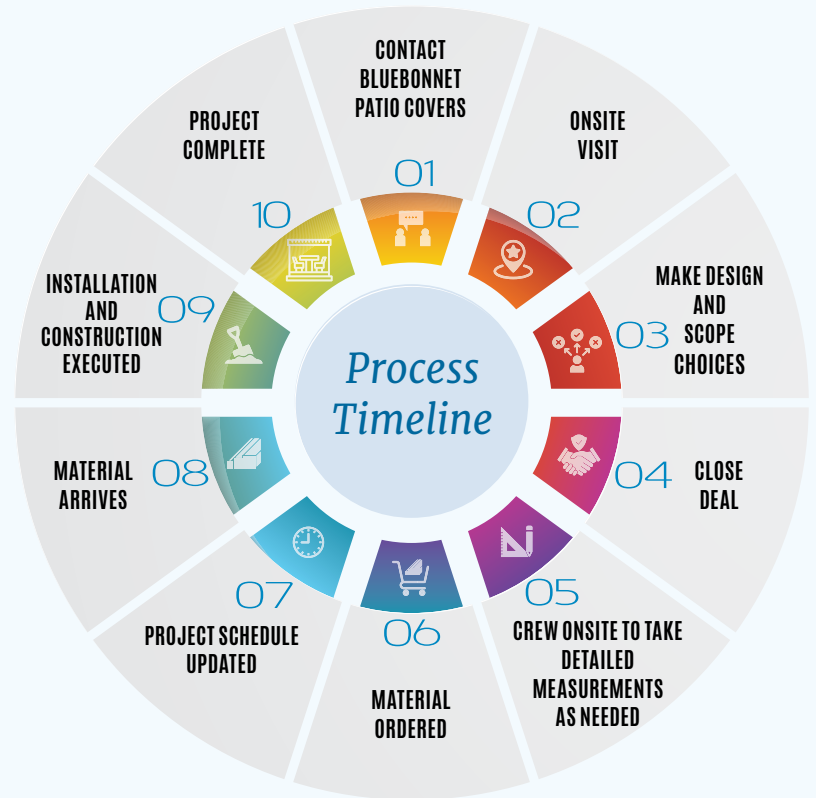 Process
Timeline
01
CONTACT
BLUEBONNET
PATIO COVERS
02
ONSITE
VISIT
03
MAKE DESIGN
AND
SCOPE
CHOICES
04
CLOSE
DEAL
05
CREW ONSITE TO TAKE
DETAILED
MEASUREMENTS
AS NEEDED
06
MATERIAL
ORDERED
07
PROJECT SCHEDULE
UPDATED
08
MATERIAL
ARRIVES
09
INSTALLATION
AND
CONSTRUCTION
EXECUTED
10
PROJECT
COMPLETE